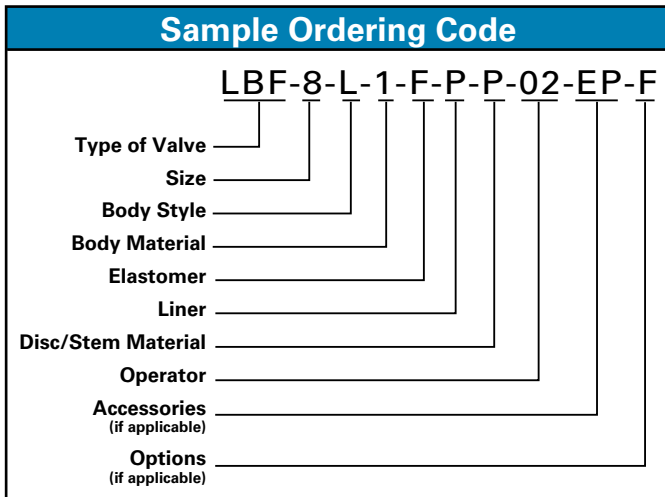 Sample Ordering Code
LBF-8-L-1-F-P-P-02-EP-F
Type of Valve
Size
Body Style
Body Material
Elastomer
Liner
Disc/Stem Material
Operator
Accessories
(if applicable)
Options
(if applicable)